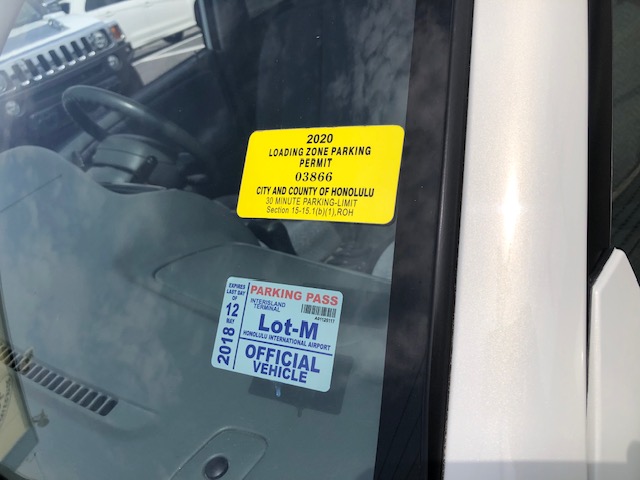 2020
LOADING ZONE PARKING
PERMIT
03866
CITY AND COUNTY OF HONOLULU
30 MINUTE PARKING-LIMIT
Section 15-15.1(b)(1),ROH
EXPIRES
LAST DAY
OF
12
MAY
2018
PARKING PASS
INTERISLAND
TERMINAL
Lot-M
HONOLULU INTERNATIONAL AIRPORT
OFFICIAL
VEHICLE